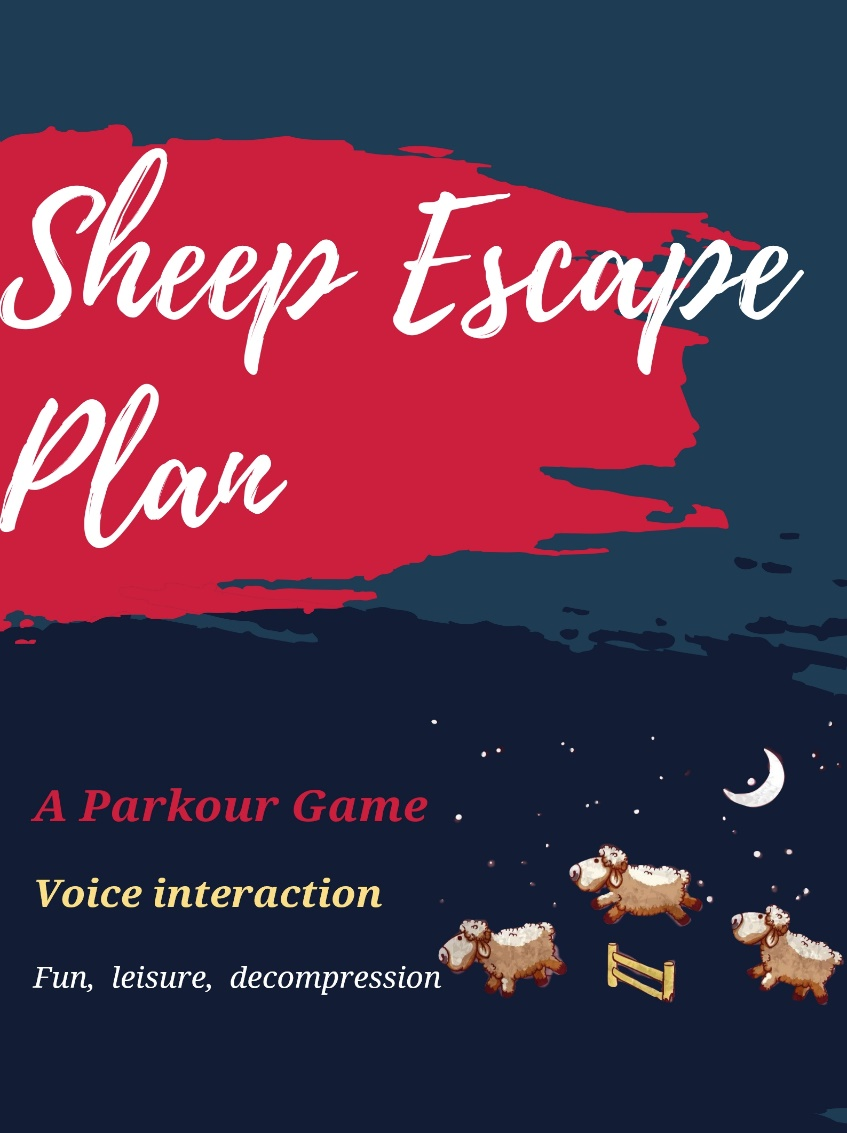 Sheep Escape
Plan
A Parkour Game
Voice interaction
Fun, leisure, decompression